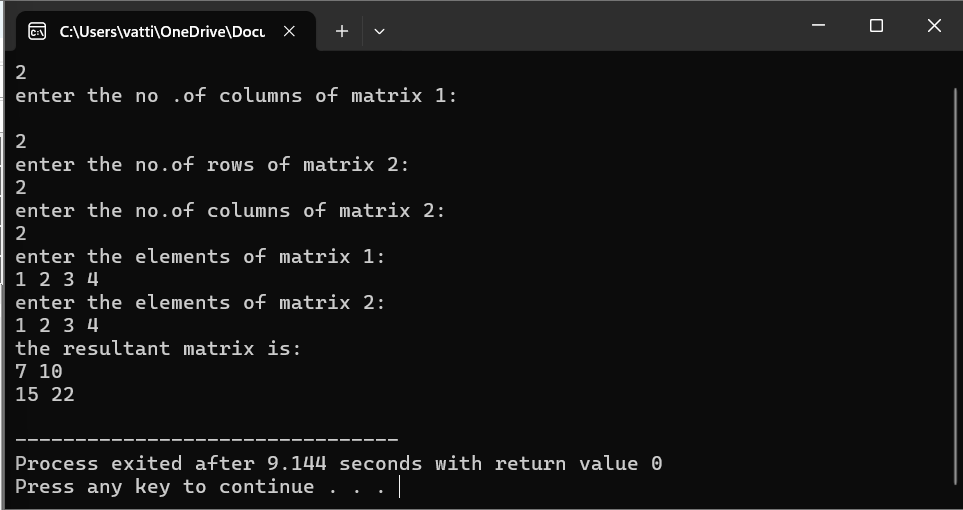 C:\Users\vatti\OneDrive\Docu
2
enter the no .of columns of matrix 1:
2
enter the no.of rows of matrix 2:
2
enter the no.of columns of matrix 2:
2
enter the elements of matrix 1:
1 2 3 4
enter the elements of matrix 2:
1 2 3 4
the resultant matrix is:
7 10
15 22
--------------------------------
Process exited after 9.144 seconds with return value 0
Press any key to continue . . .